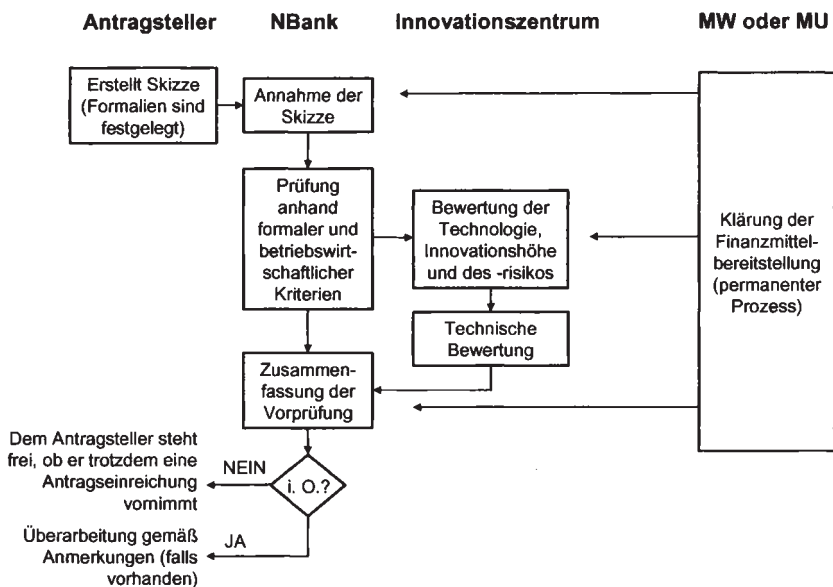 Antragsteller
NBank
Innovationszentrum
MW oder MU
Erstellt Skizze
(Formalien sind
festgelegt)
Annahme der
Skizze
Prüfung
anhand
formaler und
betriebswirt-
schaftlicher
Kriterien
Bewertung der
Technologie,
Innovationshöhe
und des -risikos
Technische
Bewertung
Klärung der
Finanzmittel-
bereitstellung
(permanenter
Prozess)
Zusammen-
fassung der
Vorprüfung
Dem Antragsteller steht
frei, ob er trotzdem eine
Antragseinreichung
vornimmt
NEIN
i. O.?
Überarbeitung gemäß
Anmerkungen (falls
vorhanden)
JA